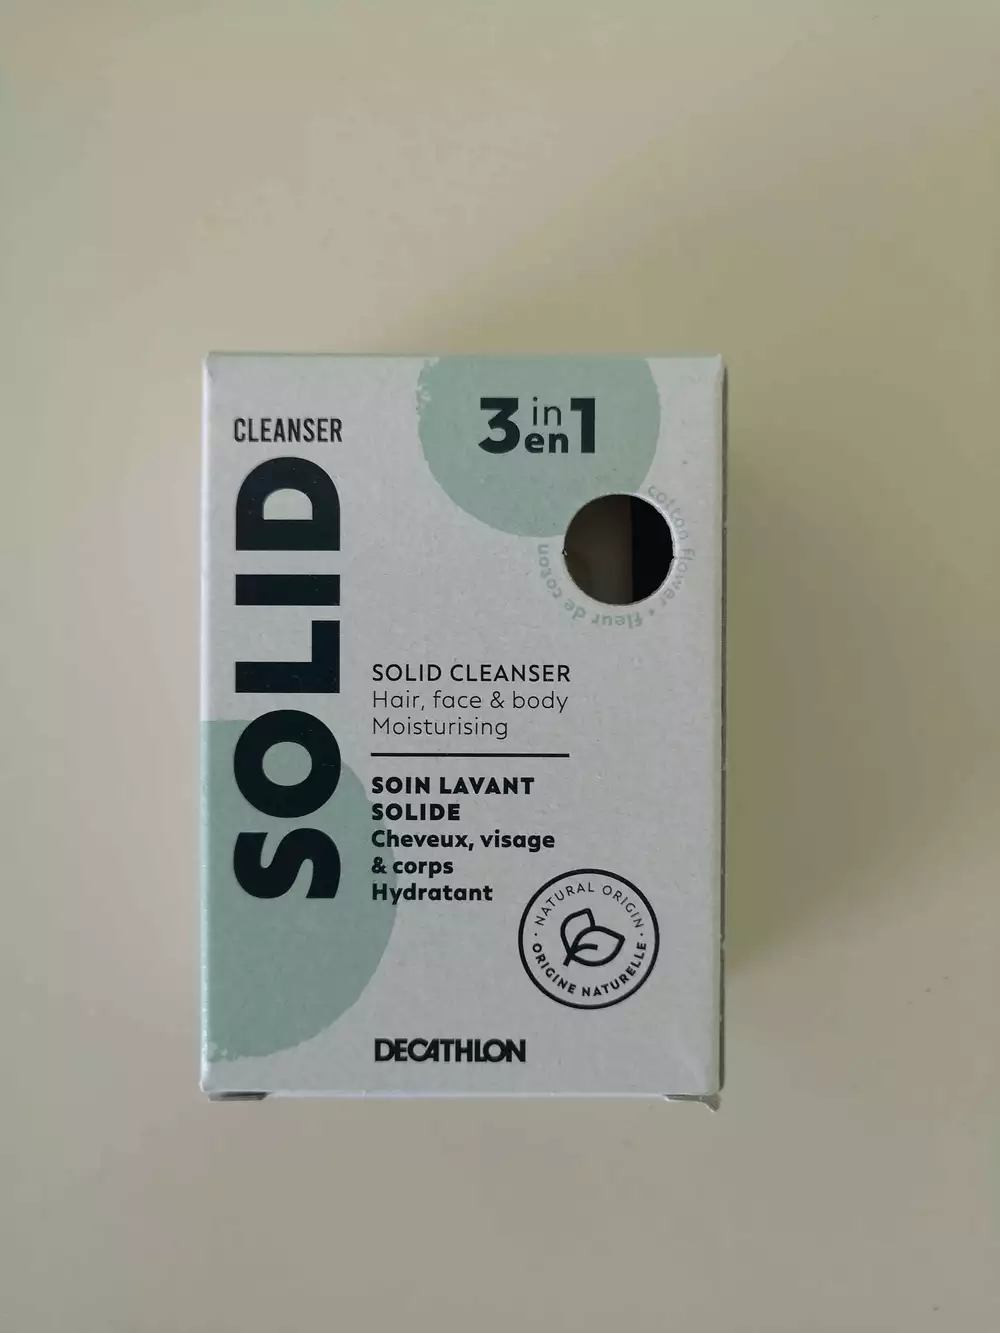 CLEANSER
SOLID
3 in en 1
cotton flower • fleur de coton
SOLID CLEANSER
Hair, face & body
Moisturising
SOIN LAVANT
SOLIDE
Cheveux, visage
& corps
Hydratant
· NATURAL ORIGIN ·
ORIGINE NATURELLE
DECATHLON